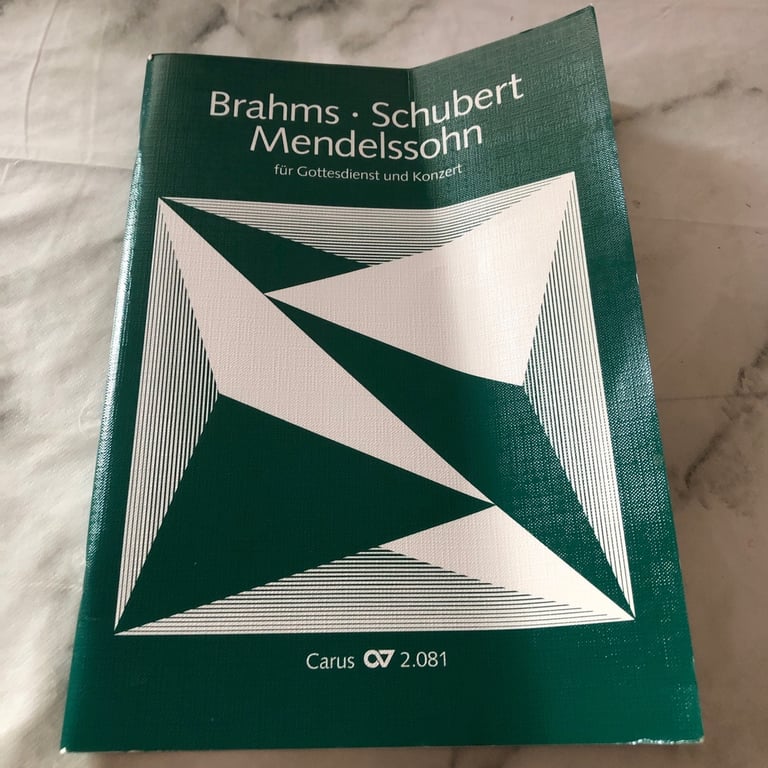 Brahms · Schubert
Mendelssohn
für Gottesdienst und Konzert
Carus 2.081